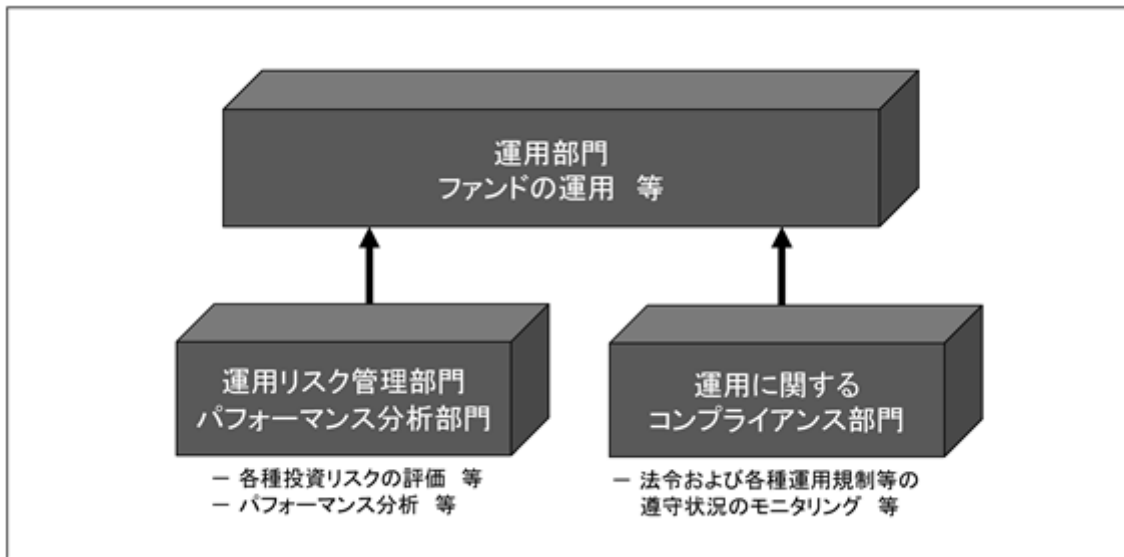 運用部門
ファンドの運用 等
運用リスク管理部門
パフォーマンス分析部門
－ 各種投資リスクの評価 等
－ パフォーマンス分析 等
運用に関する
コンプライアンス部門
－ 法令および各種運用規制等の
遵守状況のモニタリング 等